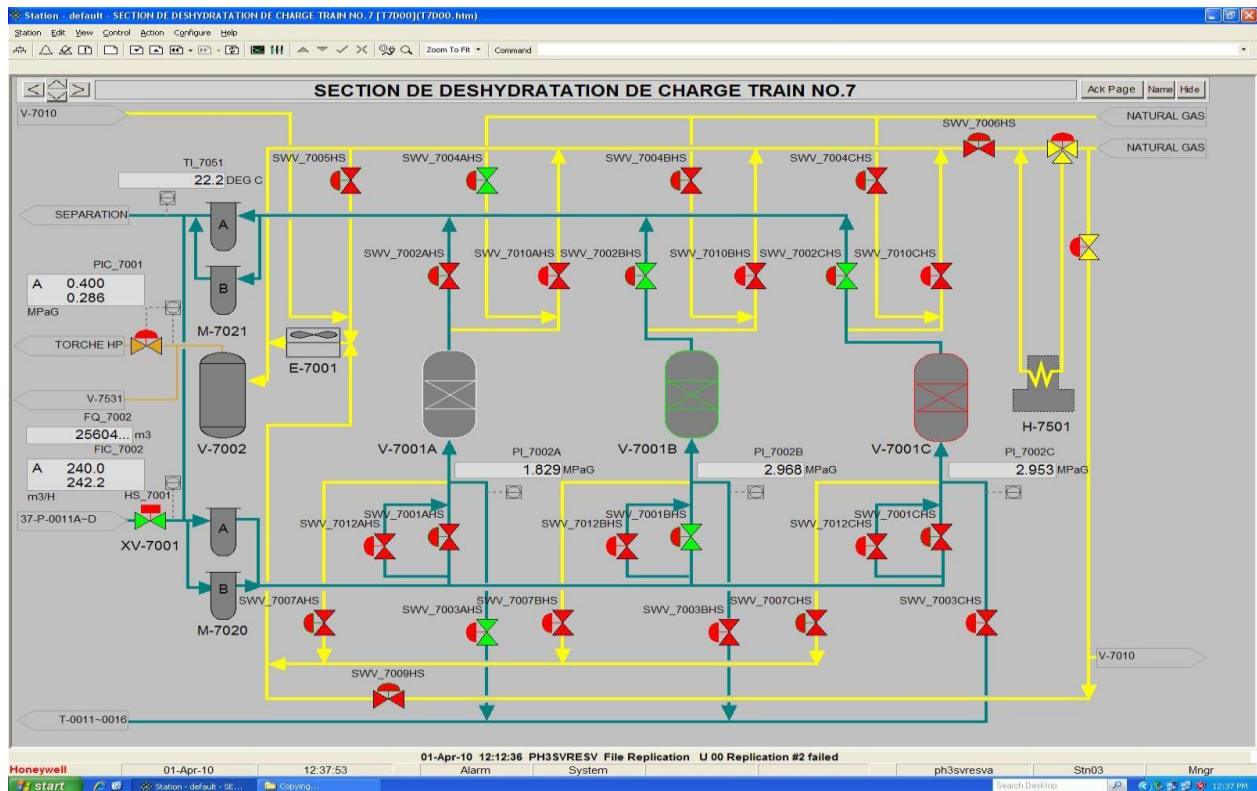 Station - default - SECTION DE DESHYDRATATION DE CHARGE TRAIN NO.7 [T7D00](T7D00.htm)
Station Edit View Control Action Configure Help
Zoom To Fit Command
SECTION DE DESHYDRATATION DE CHARGE TRAIN NO.7
Ack Page Name Hide
V-7010
NATURAL GAS
SWV_7006HS
NATURAL GAS
TI_7051
22.2 DEG C
SWV_7005HS
SWV_7004AHS
SWV_7004BHS
SWV_7004CHS
SEPARATION
A
SWV_7002AHS
SWV_7010AHS
SWV_7002BHS
SWV_7010BHS
SWV_7002CHS
SWV_7010CHS
PIC_7001
A 0.400
0.286
MPaG
B
M-7021
TORCHE HP
E-7001
V-7531
FQ_7002
25604... m3
V-7002
V-7001A
V-7001B
V-7001C
H-7501
FIC_7002
A 240.0
242.2
m3/H
PI_7002A
1.829 MPaG
PI_7002B
2.968 MPaG
PI_7002C
2.953 MPaG
HS_7001
37-P-0011A~D
XV-7001
A
SWV_7012AHS
SWV_7001AHS
SWV_7012BHS
SWV_7001BHS
SWV_7012CHS
SWV_7001CHS
B
M-7020
SWV_7007AHS
SWV_7003AHS
SWV_7007BHS
SWV_7003BHS
SWV_7007CHS
SWV_7003CHS
V-7010
SWV_7009HS
T-0011~0016
01-Apr-10 12:12:36 PH3SVRESV File Replication U 00 Replication #2 failed
Honeywell 01-Apr-10 12:37:53 Alarm System ph3svresva Stn03 Mngr
start Station - default - SE... Copying... Search Desktop 12:37 PM